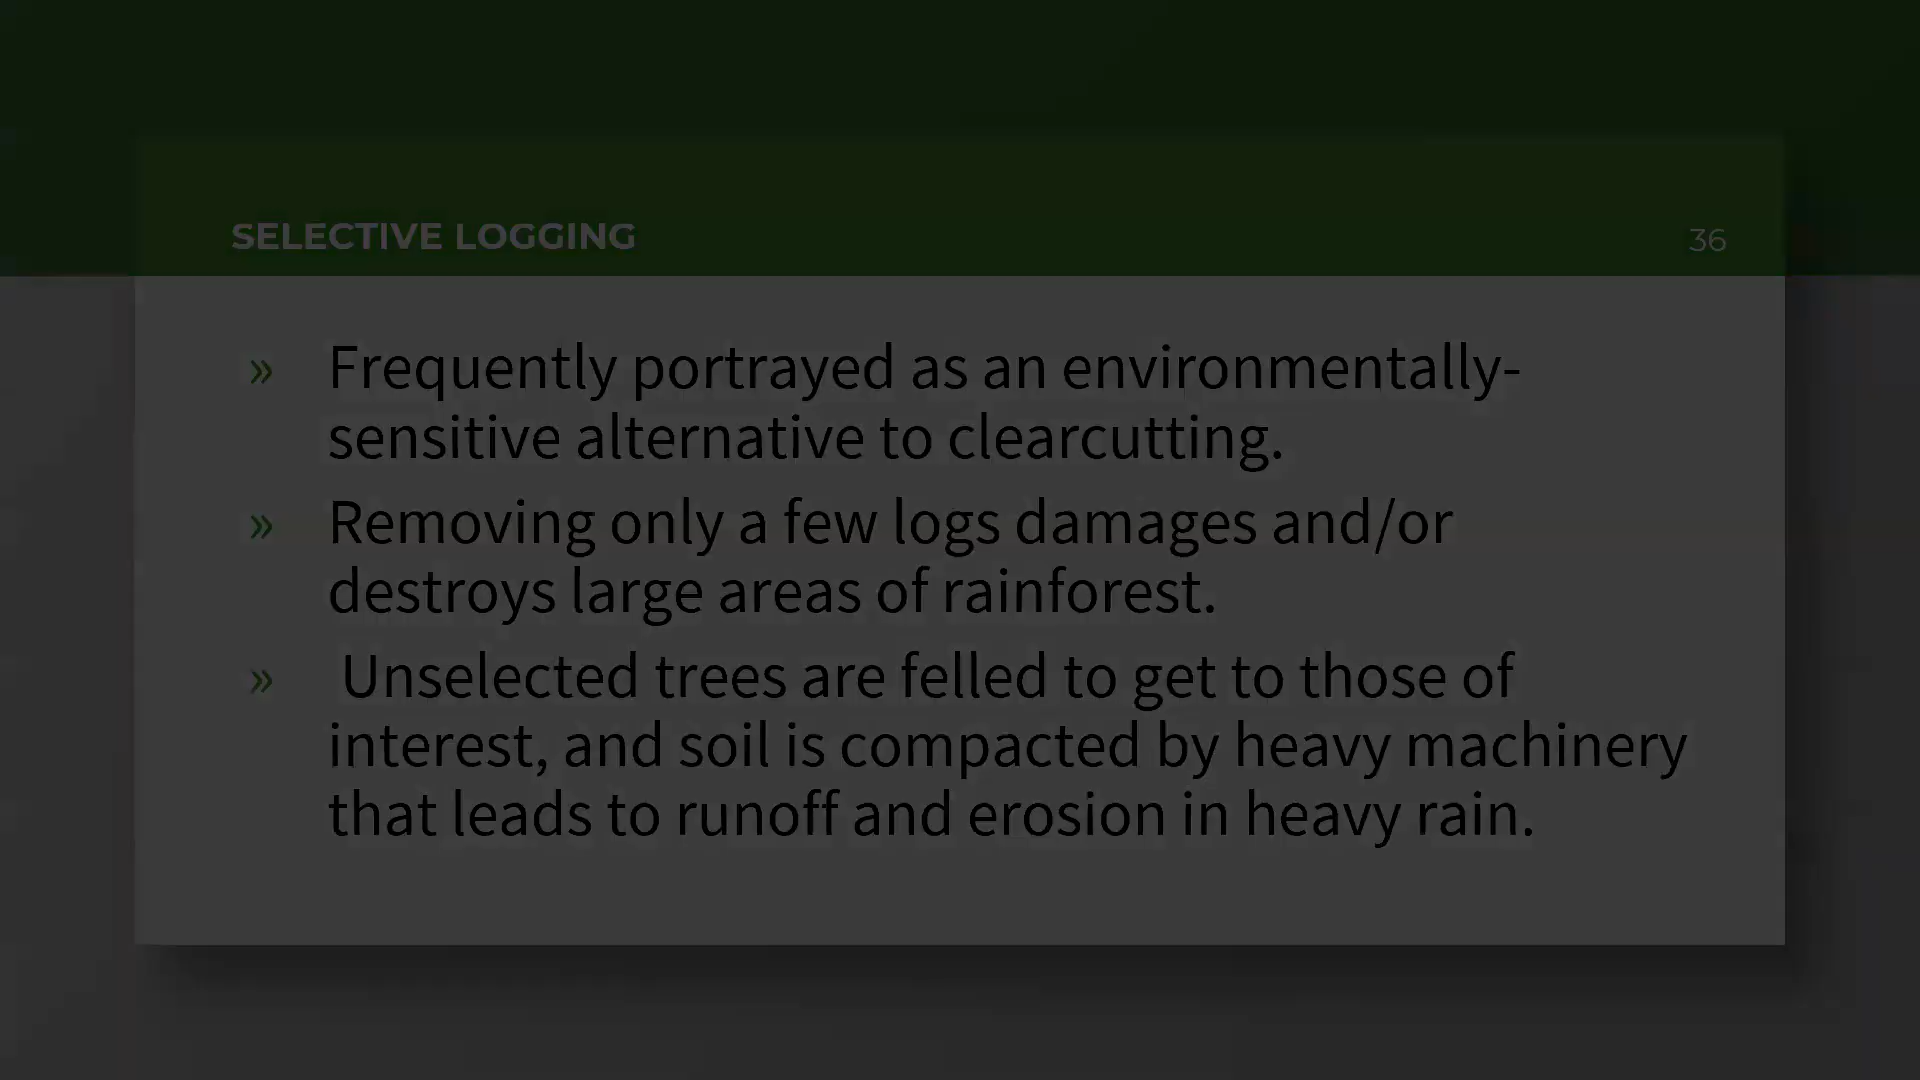 SELECTIVE LOGGING
36
» Frequently portrayed as an environmentally-
sensitive alternative to clearcutting.
» Removing only a few logs damages and/or
destroys large areas of rainforest.
» Unselected trees are felled to get to those of
interest, and soil is compacted by heavy machinery
that leads to runoff and erosion in heavy rain.